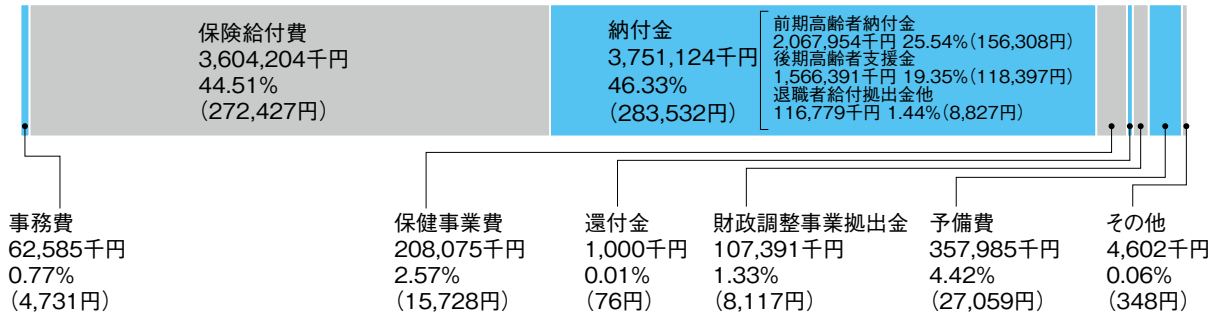 保険給付費
3,604,204千円
44.51%
(272,427円)
納付金
3,751,124千円
46.33%
(283,532円)
前期高齢者納付金
2,067,954千円 25.54%(156,308円)
後期高齢者支援金
1,566,391千円 19.35%(118,397円)
退職者給付拠出金他
116,779千円 1.44%(8,827円)
事務費
62,585千円
0.77%
(4,731円)
保健事業費
208,075千円
2.57%
(15,728円)
還付金
1,000千円
0.01%
(76円)
財政調整事業拠出金
107,391千円
1.33%
(8,117円)
予備費
357,985千円
4.42%
(27,059円)
その他
4,602千円
0.06%
(348円)